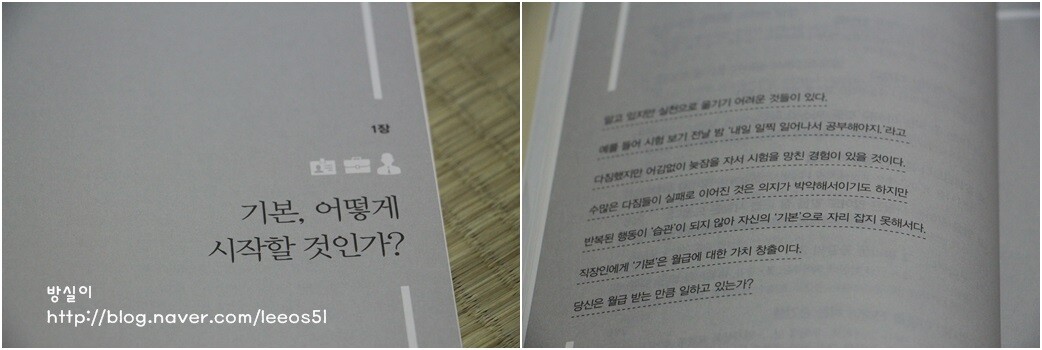 1장
기본, 어떻게
시작할 것인가?
방실이
http://blog.naver.com/leeos51
알고 있지만 실천으로 옮기기 어려운 것들이 있다.
예를 들어 시험 보기 전날 밤 '내일 일찍 일어나서 공부해야지.'라고
다짐했지만 어김없이 늦잠을 자서 시험을 망친 경험이 있을 것이다.
수많은 다짐들이 실패로 이어진 것은 의지가 박약해서이기도 하지만
반복된 행동이 '습관'이 되지 않아 자신의 '기본'으로 자리 잡지 못해서다.
직장인에게 '기본'은 월급에 대한 가치 창출이다.
당신은 월급 받는 만큼 일하고 있는가?